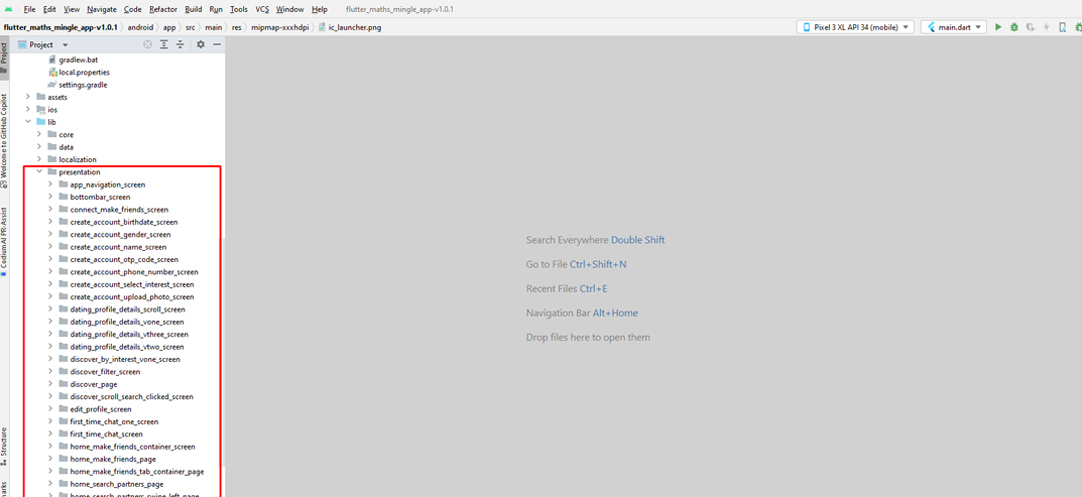 File Edit View Navigate Code Refactor Build Run Tools VCS Window Help flutter_maths_mingle_app-v1.0.1
flutter_maths_mingle_app-v1.0.1 android app src main res mipmap-xxxhdpi ic_launcher.png Pixel 3 XL API 34 (mobile) main.dart
Project
Project
gradlew.bat
local.properties
settings.gradle
assets
ios
lib
core
data
localization
presentation
app_navigation_screen
bottombar_screen
connect_make_friends_screen
create_account_birthdate_screen
create_account_gender_screen
create_account_name_screen
create_account_otp_code_screen
create_account_phone_number_screen
create_account_select_interest_screen
create_account_upload_photo_screen
dating_profile_details_scroll_screen
dating_profile_details_vone_screen
dating_profile_details_vthree_screen
dating_profile_details_vtwo_screen
discover_by_interest_vone_screen
discover_filter_screen
discover_page
discover_scroll_search_clicked_screen
edit_profile_screen
first_time_chat_one_screen
first_time_chat_screen
home_make_friends_container_screen
home_make_friends_page
home_make_friends_tab_container_page
home_search_partners_page
home_search_partners_swipe_left_page
Welcome to GitHub Copilot
CodiumAI PR-Assist
Structure
Search Everywhere Double Shift
Go to File Ctrl+Shift+N
Recent Files Ctrl+E
Navigation Bar Alt+Home
Drop files here to open them